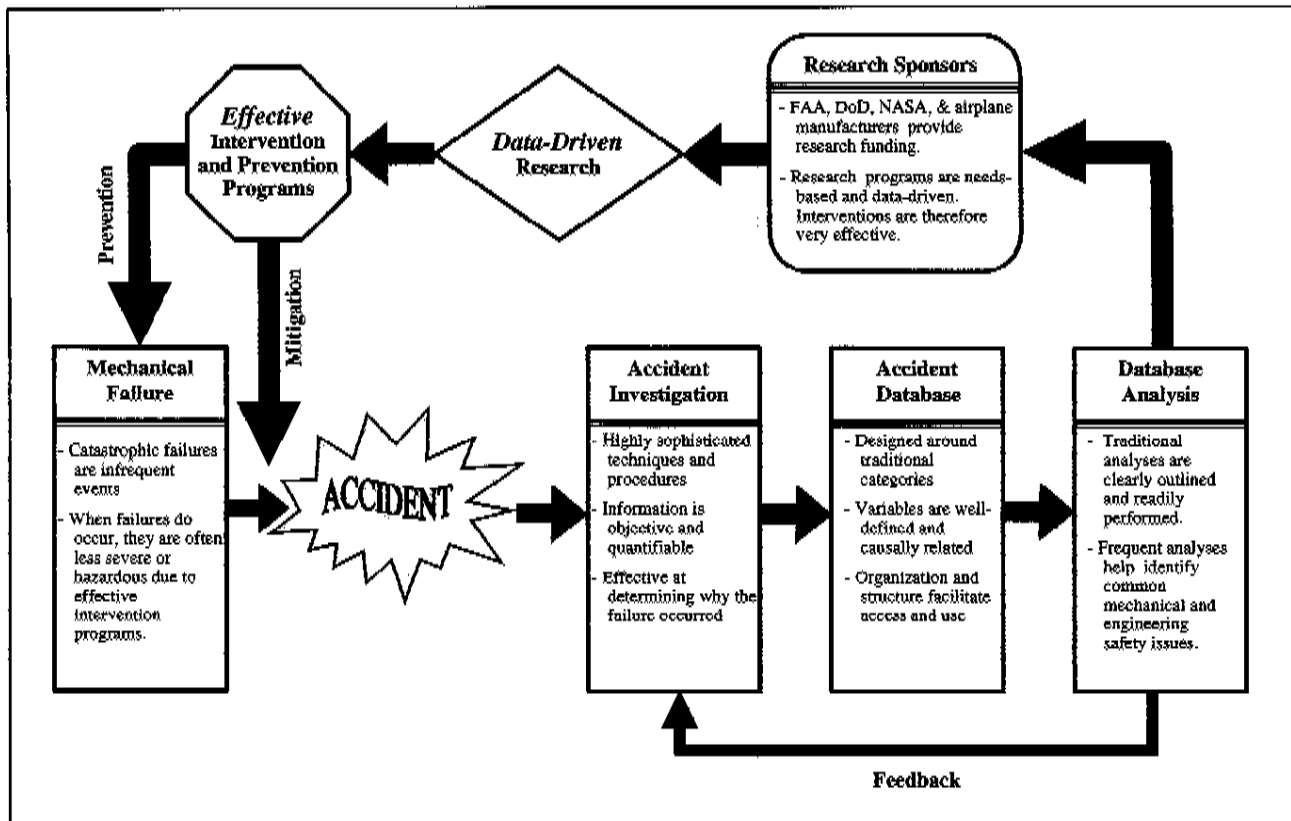 Research Sponsors
- FAA, DoD, NASA, & airplane
manufacturers provide
research funding.
- Research programs are needs-
based and data-driven.
Interventions are therefore
very effective.
Data-Driven
Research
Effective
Intervention
and Prevention
Programs
Prevention
Mitigation
Mechanical
Failure
- Catastrophic failures
are infrequent
events
- When failures do
occur, they are often
less severe or
hazardous due to
effective
intervention
programs.
ACCIDENT
Accident
Investigation
- Highly sophisticated
techniques and
procedures
- Information is
objective and
quantifiable
- Effective at
determining why the
failure occurred
Accident
Database
- Designed around
traditional
categories
- Variables are well-
defined and
causally related
- Organization and
structure facilitate
access and use
Database
Analysis
- Traditional
analyses are
clearly outlined
and readily
performed.
- Frequent analyses
help identify
common
mechanical and
engineering
safety issues.
Feedback